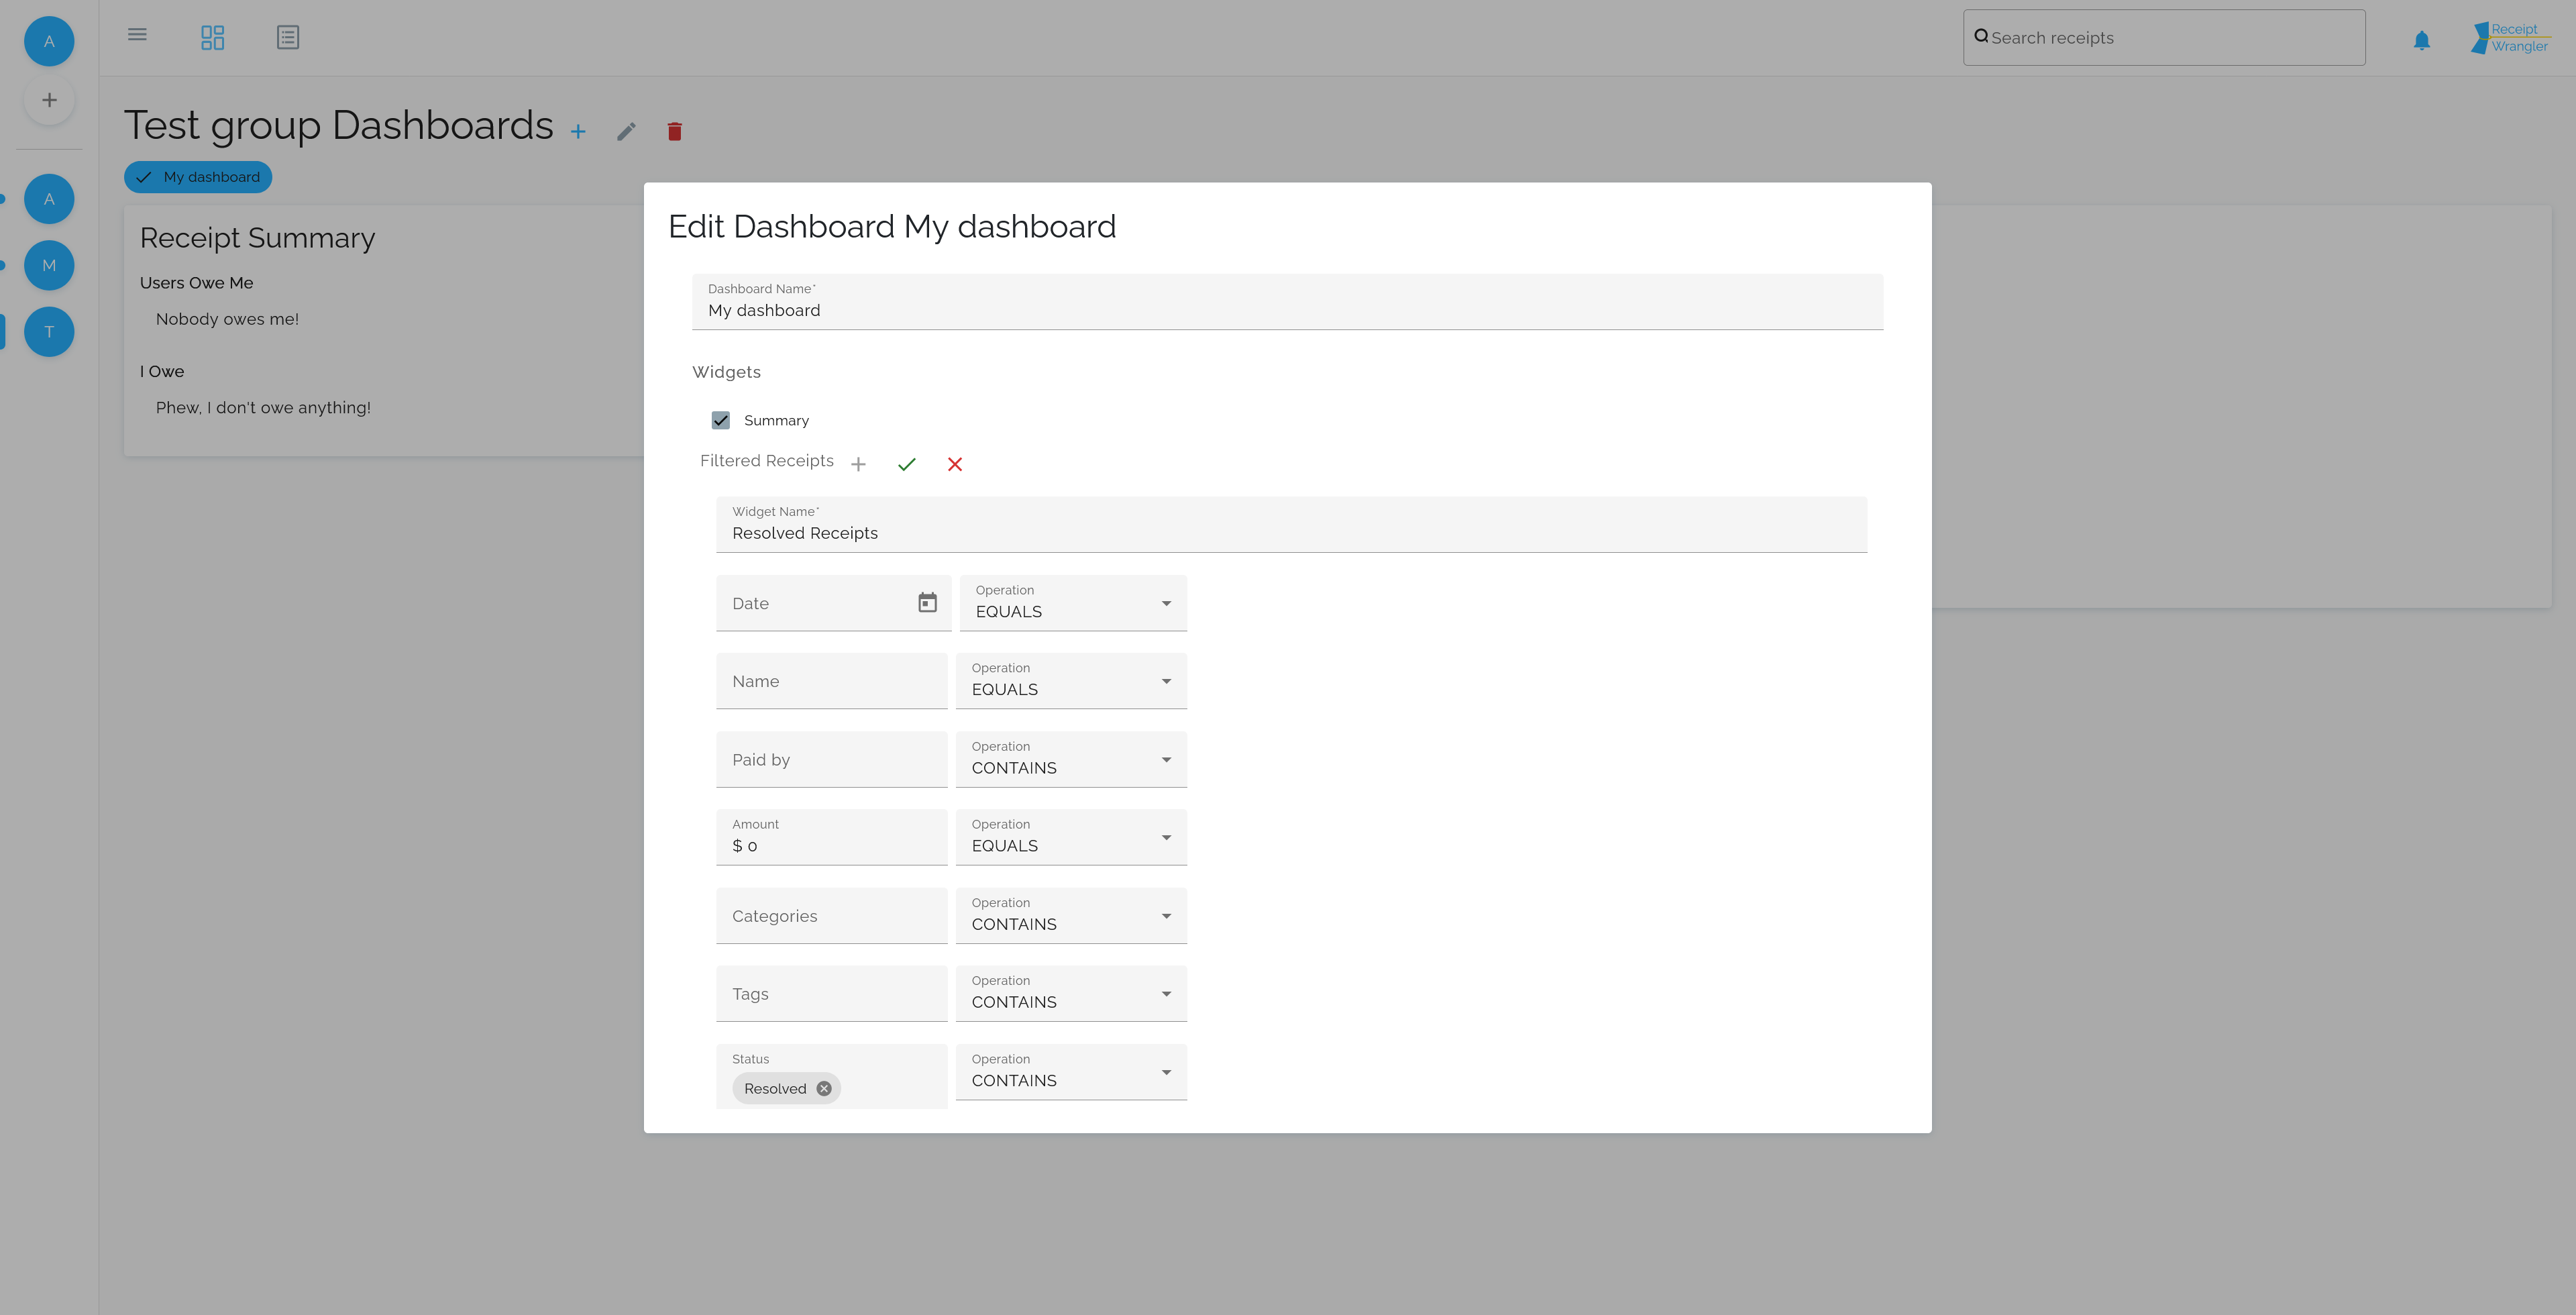 A
Search receipts
Receipt
Wrangler
+
Test group Dashboards
My dashboard
A
M
T
Receipt Summary
Users Owe Me
Nobody owes me!
I Owe
Phew, I don't owe anything!
Edit Dashboard My dashboard
Dashboard Name*
My dashboard
Widgets
Summary
Filtered Receipts
Widget Name*
Resolved Receipts
Date
Operation
EQUALS
Name
Operation
EQUALS
Paid by
Operation
CONTAINS
Amount
$ 0
Operation
EQUALS
Categories
Operation
CONTAINS
Tags
Operation
CONTAINS
Status
Resolved
Operation
CONTAINS